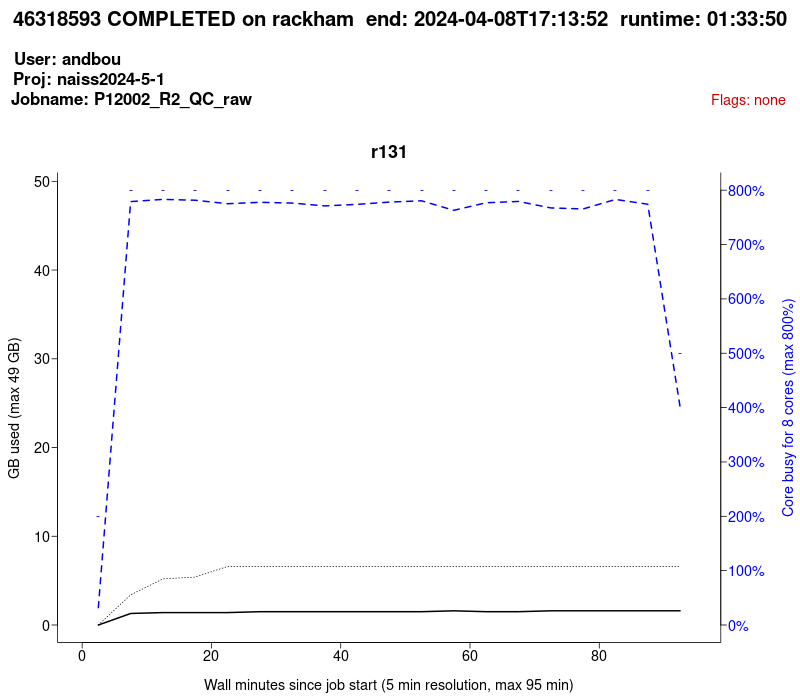 46318593 COMPLETED on rackham  end: 2024-04-08T17:13:52  runtime: 01:33:50
User: andbou
Proj: naiss2024-5-1
Jobname: P12002_R2_QC_raw
Flags: none
r131
50
40
30
20
10
0
GB used (max 49 GB)
800%
700%
600%
500%
400%
300%
200%
100%
0%
Core busy for 8 cores (max 800%)
0
20
40
60
80
Wall minutes since job start (5 min resolution, max 95 min)